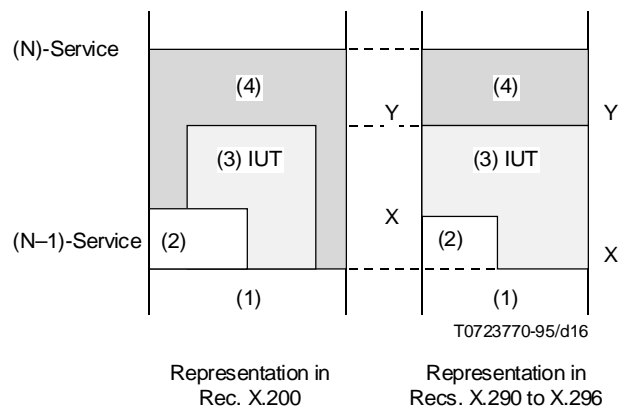 (N)-Service
(4)
(4)
Y
Y
(3) IUT
(3) IUT
X
(N–1)-Service
(2)
(2)
X
(1)
(1)
T0723770-95/d16
Representation in
Rec. X.200
Representation in
Recs. X.290 to X.296